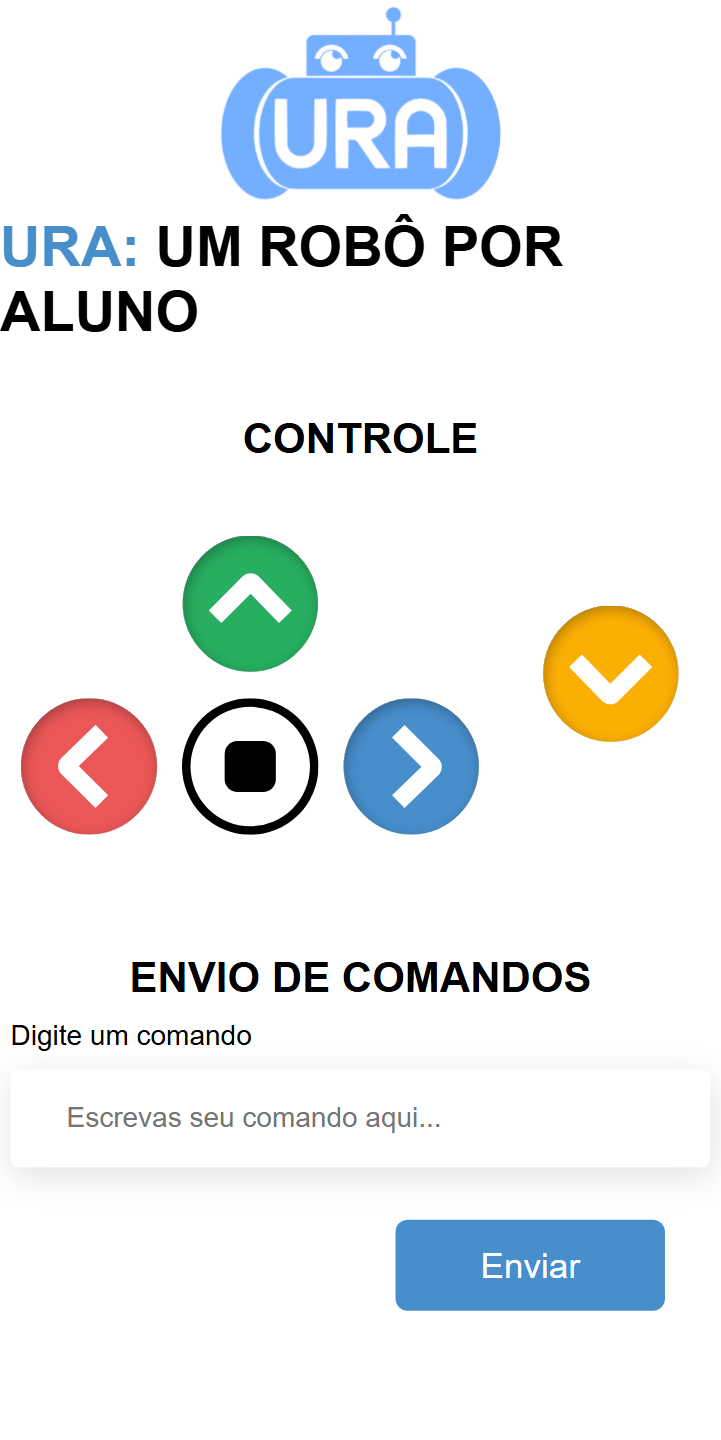 URA
URA: UM ROBÔ POR
ALUNO
CONTROLE
ENVIO DE COMANDOS
Digite um comando
Escrevas seu comando aqui...
Enviar